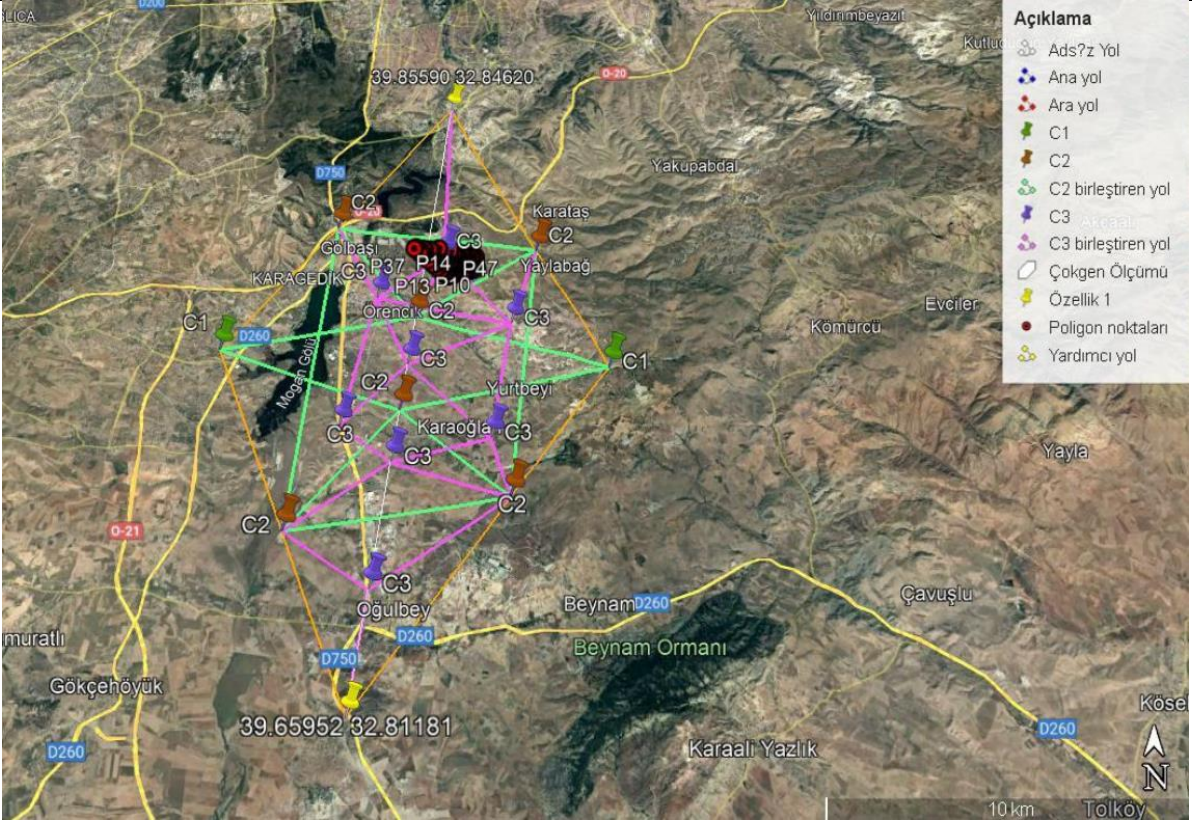 D200
Yıldırımbeyazıt
Açıklama
Ads?z Yol
Ana yol
Ara yol
C1
C2
C2 birleştiren yol
C3
C3 birleştiren yol
Çokgen Ölçümü
Özellik 1
Poligon noktaları
Yardımcı yol
39.85590 32.84620
O-20
D750
Yakupabdal
C2
O-20
Karataş
C2
Gölbaşı
C3
P14
P47
Yaylabağ
KARAGEDİK
C3
P37
P13
P10
Örencik
C2
C3
Evciler
Kömürcü
C1
D260
C3
C1
Mogan Gölü
C2
Yurtbeyi
C3
Karaoğla
C3
C3
Yayla
C2
C2
O-21
C3
Oğulbey
Beynam
D260
Çavuşlu
muratlı
D260
Beynam Ormanı
D750
Gökçehöyük
39.65952 32.81181
Karaali Yazlık
D260
Kösel
D260
N
10 km
Tolköy